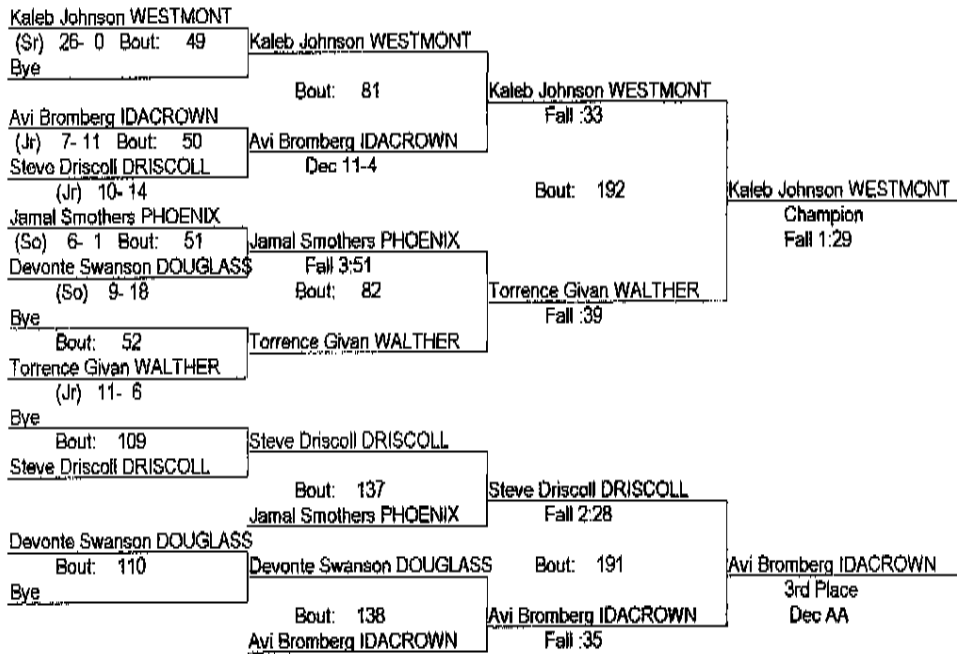 Kaleb Johnson WESTMONT
(Sr) 26- 0 Bout: 49
Bye
Kaleb Johnson WESTMONT
Bout: 81
Kaleb Johnson WESTMONT
Fall :33
Avi Bromberg IDACROWN
(Jr) 7- 11 Bout: 50
Steve Driscoll DRISCOLL
(Jr) 10- 14
Avi Bromberg IDACROWN
Dec 11-4
Bout: 192
Kaleb Johnson WESTMONT
Champion
Fall 1:29
Jamal Smothers PHOENIX
(So) 6- 1 Bout: 51
Devonte Swanson DOUGLASS
(So) 9- 18
Jamal Smothers PHOENIX
Fall 3:51
Bout: 82
Torrence Givan WALTHER
Fall :39
Bye
Bout: 52
Torrence Givan WALTHER
(Jr) 11- 6
Torrence Givan WALTHER
Bye
Bout: 109
Steve Driscoll DRISCOLL
Steve Driscoll DRISCOLL
Bout: 137
Jamal Smothers PHOENIX
Steve Driscoll DRISCOLL
Fall 2:28
Devonte Swanson DOUGLASS
Bout: 110
Bye
Devonte Swanson DOUGLASS
Bout: 138
Avi Bromberg IDACROWN
Bout: 191
Avi Bromberg IDACROWN
Fall :35
Avi Bromberg IDACROWN
3rd Place
Dec AA